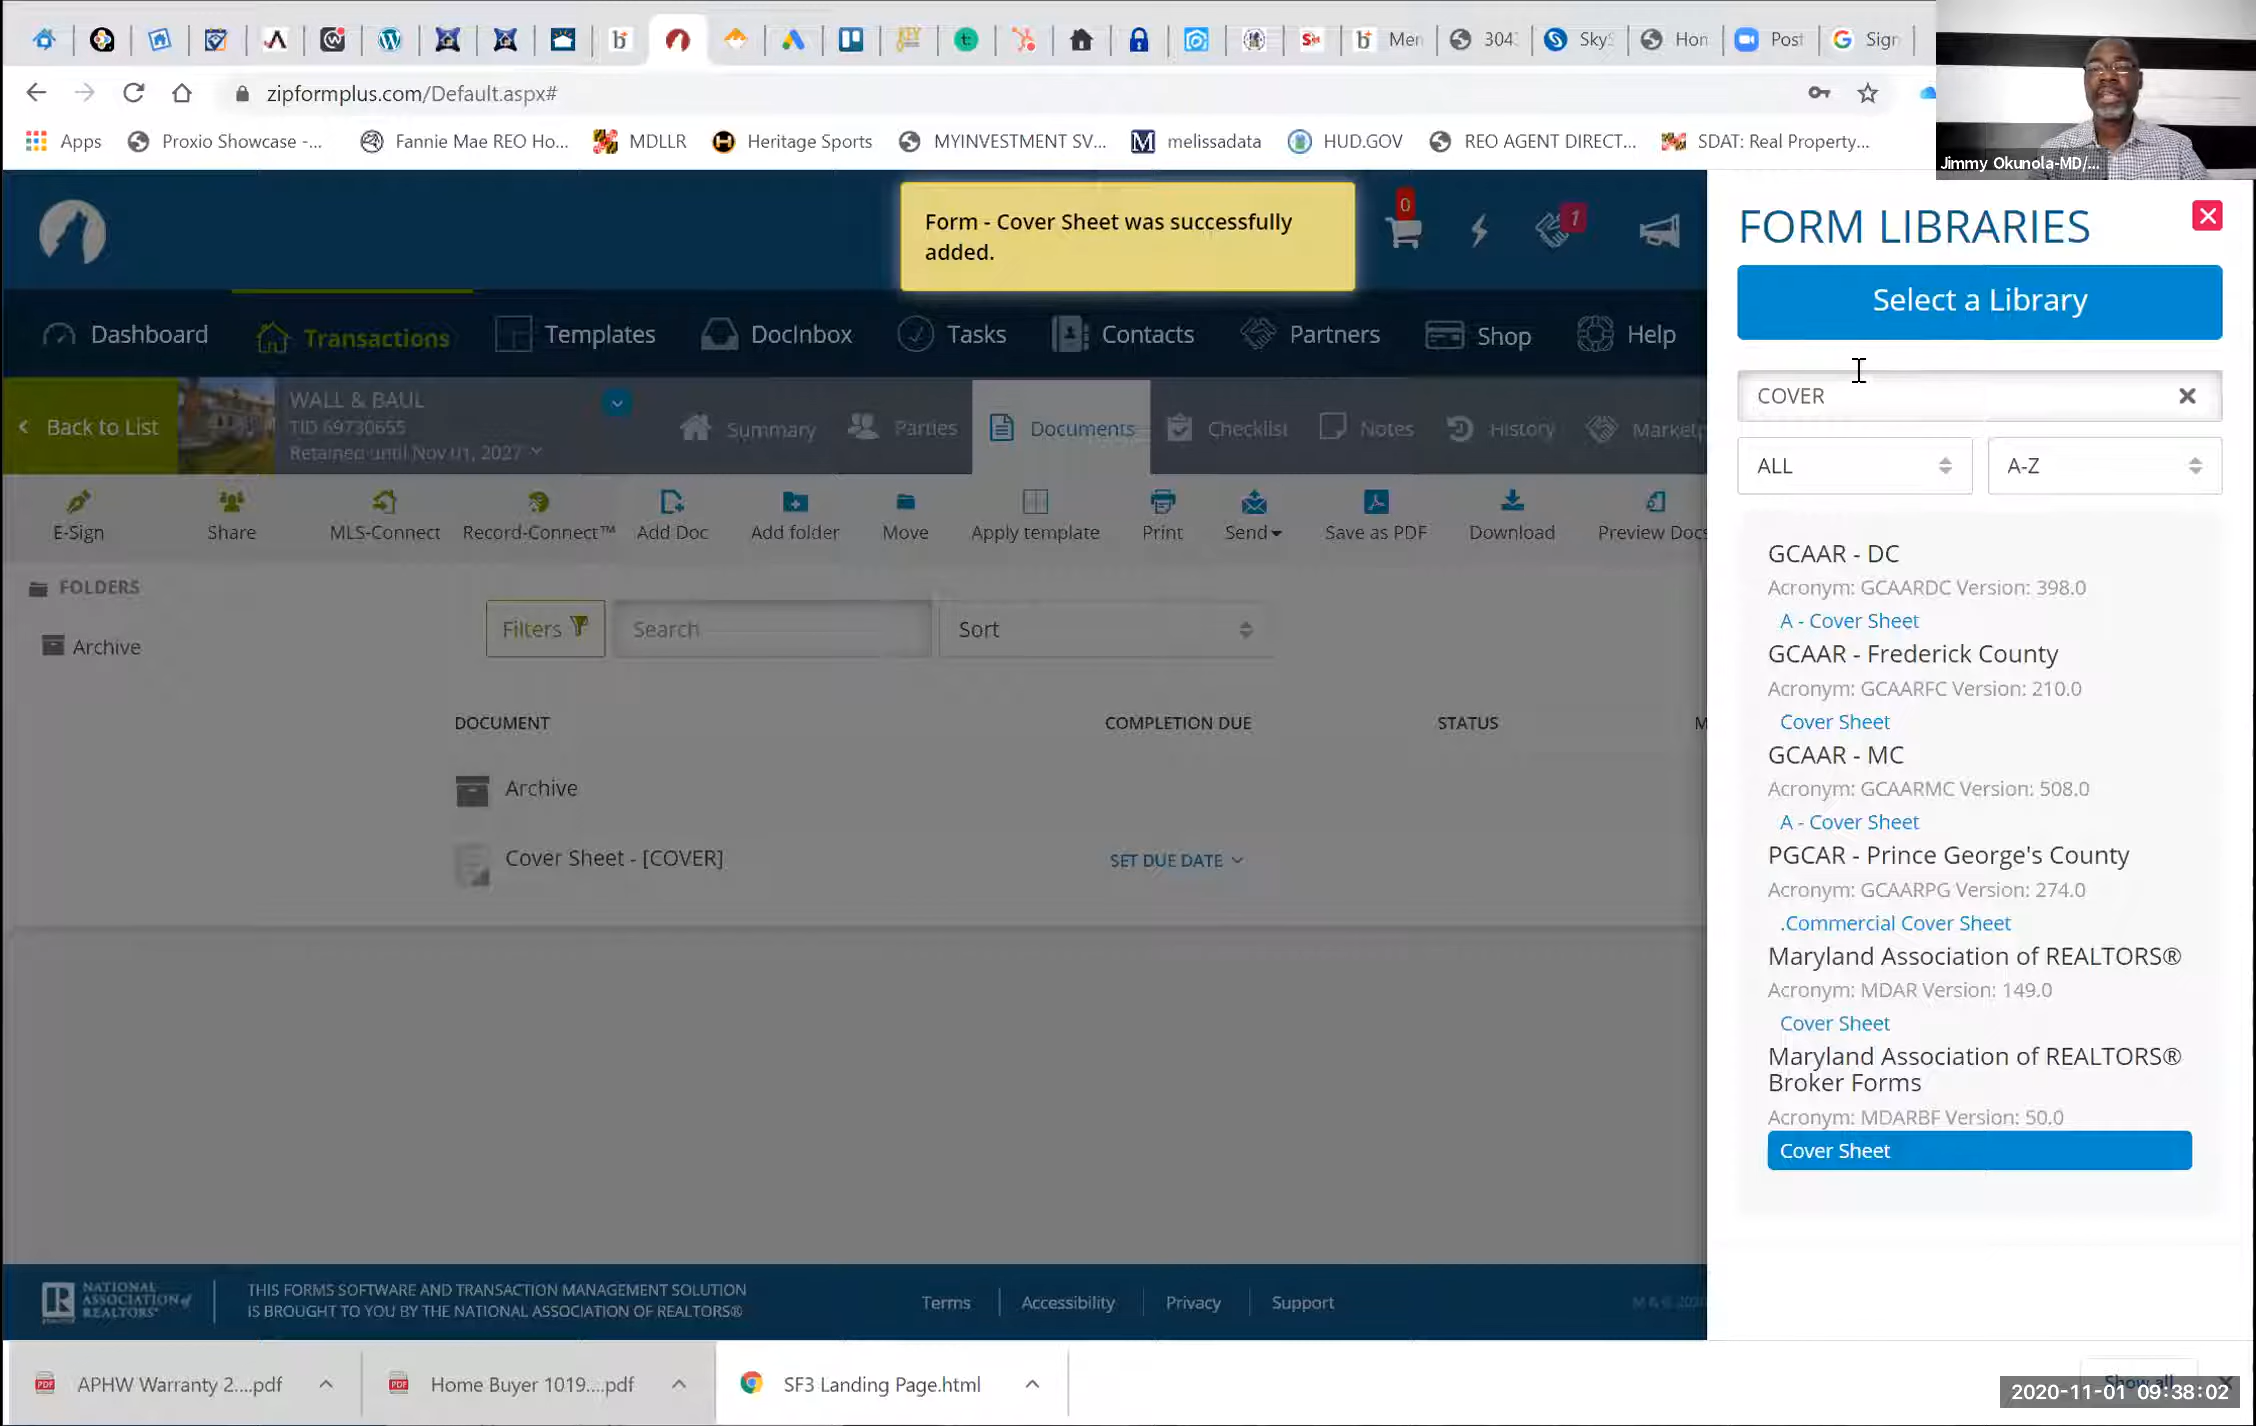 Mer
304
Sky
Hon
Post
Sign
zipformplus.com/Default.aspx#
Apps
Proxio Showcase -...
Fannie Mae REO Ho...
MDLLR
Heritage Sports
MYINVESTMENT SV...
melissadata
HUD.GOV
REO AGENT DIRECT...
SDAT: Real Property...
Jimmy Okunola-MD/...
Form - Cover Sheet was successfully
added.
0
1
FORM LIBRARIES
Select a Library
Dashboard
Transactions
Templates
DocInbox
Tasks
Contacts
Partners
Shop
Help
COVER
ALL
A-Z
Back to List
WALL & BAUL
TID 69730655
Retained until Nov 01, 2027
Summary
Parties
Documents
Checklist
Notes
History
Market
E-Sign
Share
MLS-Connect
Record-Connect™
Add Doc
Add folder
Move
Apply template
Print
Send
Save as PDF
Download
Preview Docs
FOLDERS
Archive
Filters
Search
Sort
DOCUMENT
COMPLETION DUE
STATUS
M
Archive
Cover Sheet - [COVER]
SET DUE DATE
GCAAR - DC
Acronym: GCAARDC Version: 398.0
A - Cover Sheet
GCAAR - Frederick County
Acronym: GCAARFC Version: 210.0
Cover Sheet
GCAAR - MC
Acronym: GCAARMC Version: 508.0
A - Cover Sheet
PGCAR - Prince George's County
Acronym: GCAARPG Version: 274.0
.Commercial Cover Sheet
Maryland Association of REALTORS®
Acronym: MDAR Version: 149.0
Cover Sheet
Maryland Association of REALTORS®
Broker Forms
Acronym: MDARBF Version: 50.0
Cover Sheet
NATIONAL
ASSOCIATION of
REALTORS®
THIS FORMS SOFTWARE AND TRANSACTION MANAGEMENT SOLUTION
IS BROUGHT TO YOU BY THE NATIONAL ASSOCIATION OF REALTORS®
Terms
Accessibility
Privacy
Support
APHW Warranty 2....pdf
Home Buyer 1019....pdf
SF3 Landing Page.html
Show all
2020-11-01 09:38:02